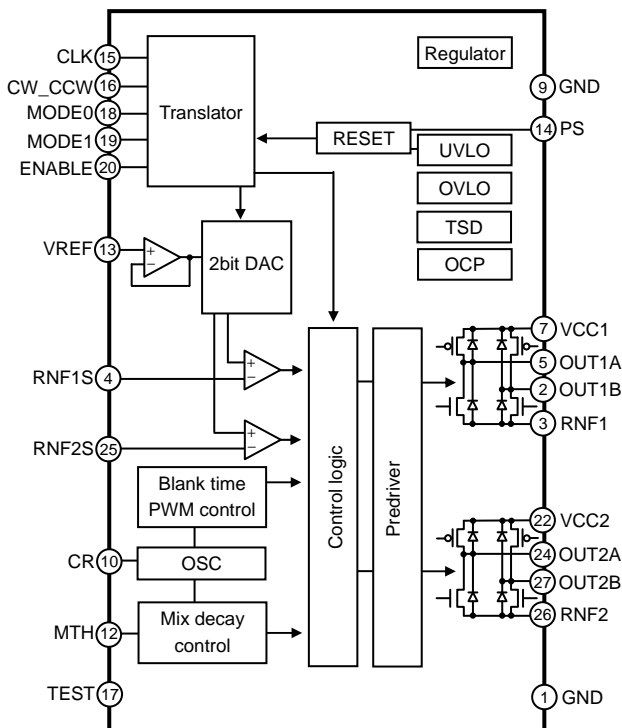 CLK 15
CW_CCW 16
MODE0 18
MODE1 19
ENABLE 20
Translator
Regulator
9 GND
14 PS
RESET
UVLO
OVLO
TSD
OCP
VREF 13
+
−
2bit DAC
7 VCC1
5 OUT1A
2 OUT1B
3 RNF1
RNF1S 4
+
−
RNF2S 25
+
−
Blank time
PWM control
Control logic
Predriver
22 VCC2
24 OUT2A
27 OUT2B
26 RNF2
CR 10
OSC
MTH 12
Mix decay
control
TEST 17
1 GND